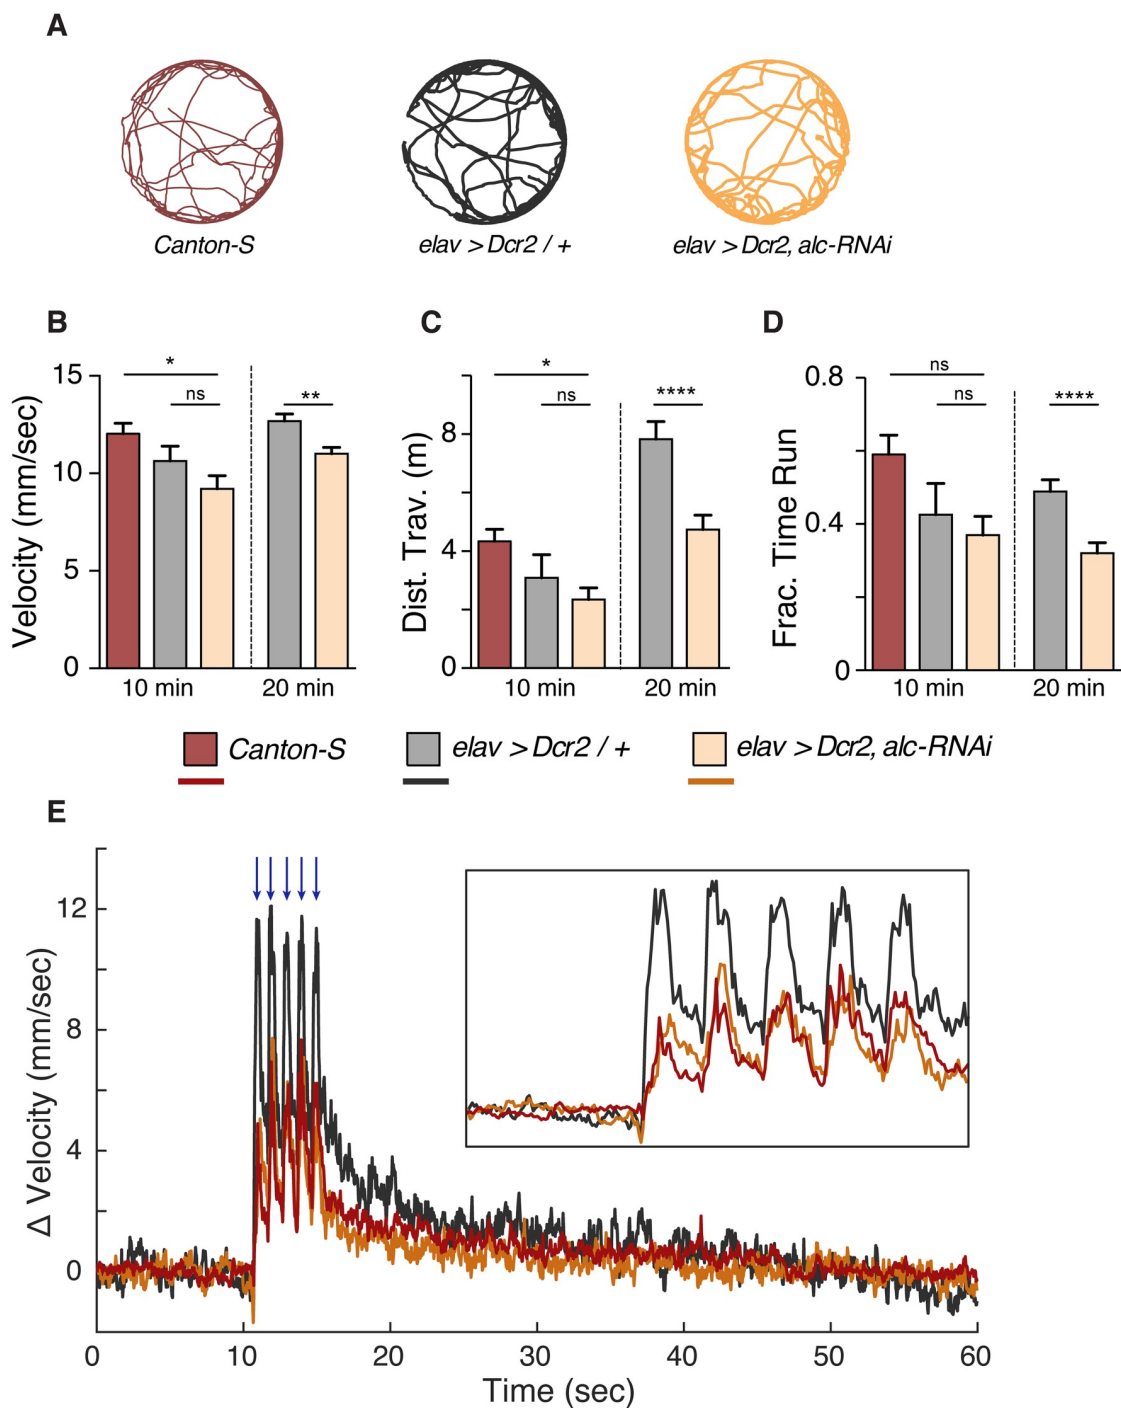 A
Canton-S
elav > Dcr2 / +
elav > Dcr2, alc-RNAi
B
C
D
Velocity (mm/sec)
15
10
5
0
*
ns
**
10 min
20 min
Dist. Trav. (m)
8
4
0
*
ns
****
10 min
20 min
Frac. Time Run
0.8
0.4
0
ns
ns
****
10 min
20 min
Canton-S
elav > Dcr2 / +
elav > Dcr2, alc-RNAi
E
Δ Velocity (mm/sec)
12
8
4
0
0
10
20
30
40
50
60
Time (sec)